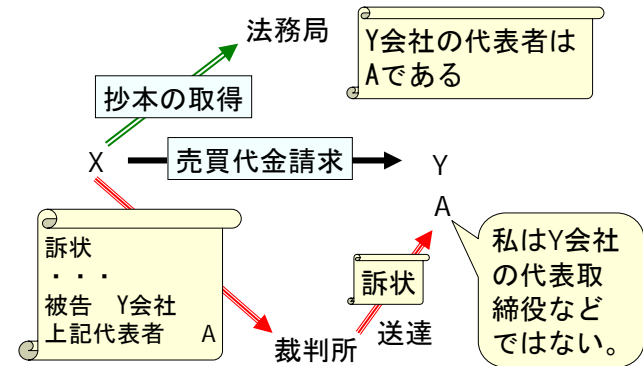 法務局
Y会社の代表者は
Aである
抄本の取得
X
売買代金請求
Y
A
訴状
・・・
被告　Y会社
上記代表者　　A
訴状
送達
裁判所
私はY会社
の代表取
締役など
ではない。